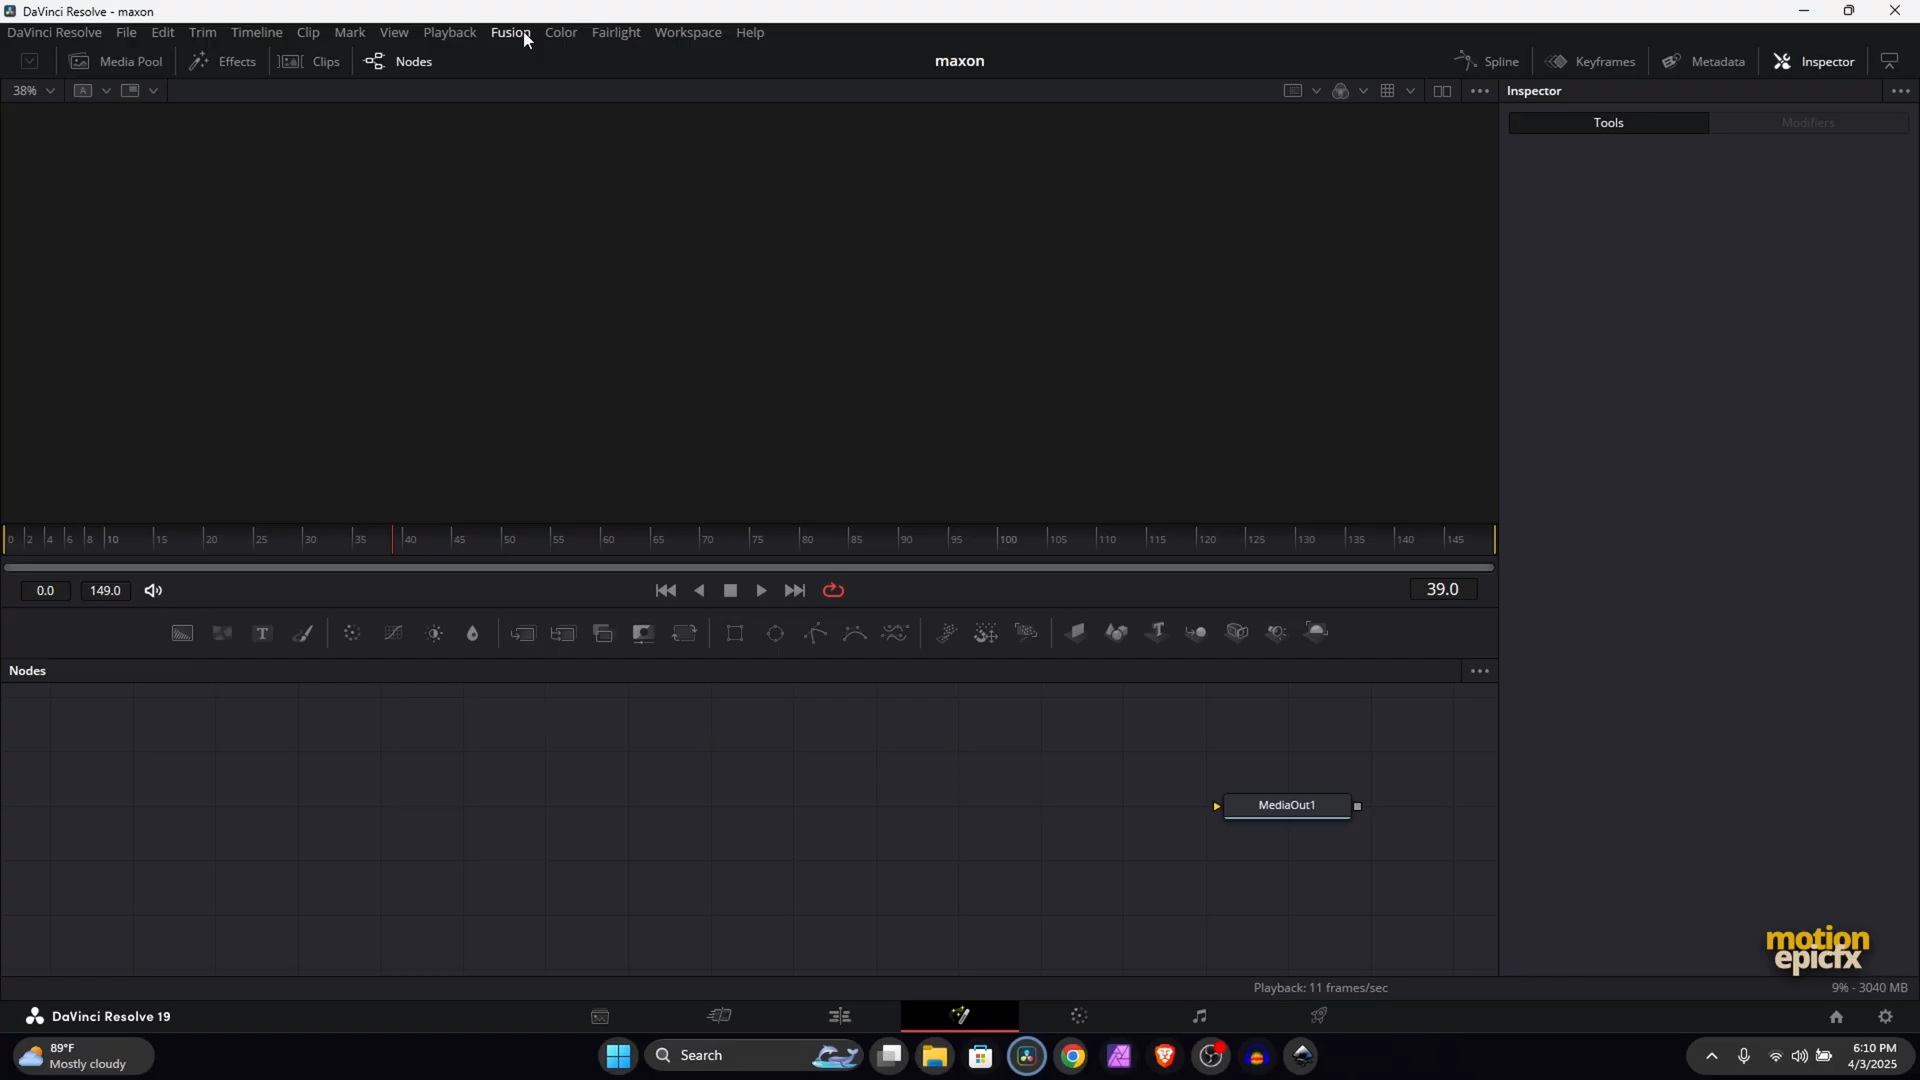 DaVinci Resolve - maxon
DaVinci Resolve File Edit Trim Timeline Clip Mark View Playback Fusion Color Fairlight Workspace Help
Media Pool Effects Clips Nodes maxon Spline Keyframes Metadata Inspector
38% A Inspector
Tools Modifiers
0 2 4 6 8 10 15 20 25 30 35 40 45 50 55 60 65 70 75 80 85 90 95 100 105 110 115 120 125 130 135 140 145
0.0 149.0 39.0
T
Nodes
MediaOut1
motion
epicfx
Playback: 11 frames/sec 9% - 3040 MB
DaVinci Resolve 19
89°F
Mostly cloudy
Search
6:10 PM
4/3/2025